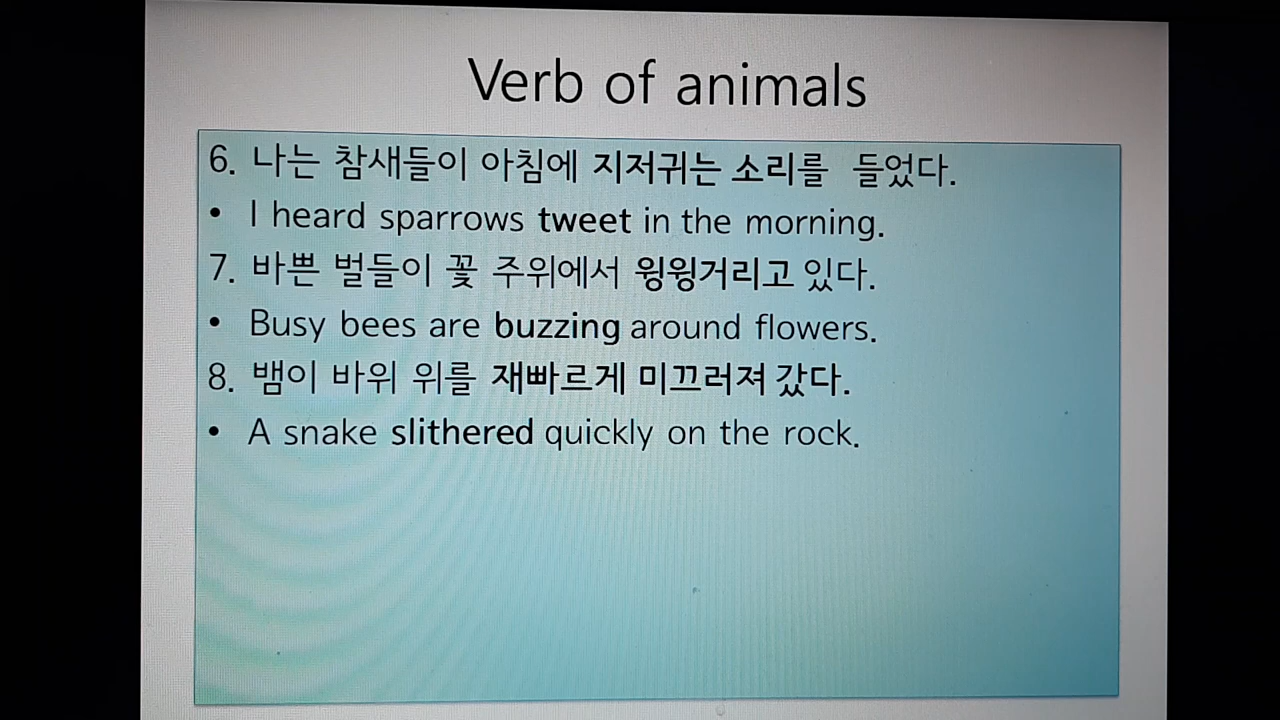 Verb of animals
6. 나는 참새들이 아침에 지저귀는 소리를 들었다.
• I heard sparrows tweet in the morning.
7. 바쁜 벌들이 꽃 주위에서 윙윙거리고 있다.
• Busy bees are buzzing around flowers.
8. 뱀이 바위 위를 재빠르게 미끄러져 갔다.
• A snake slithered quickly on the rock.